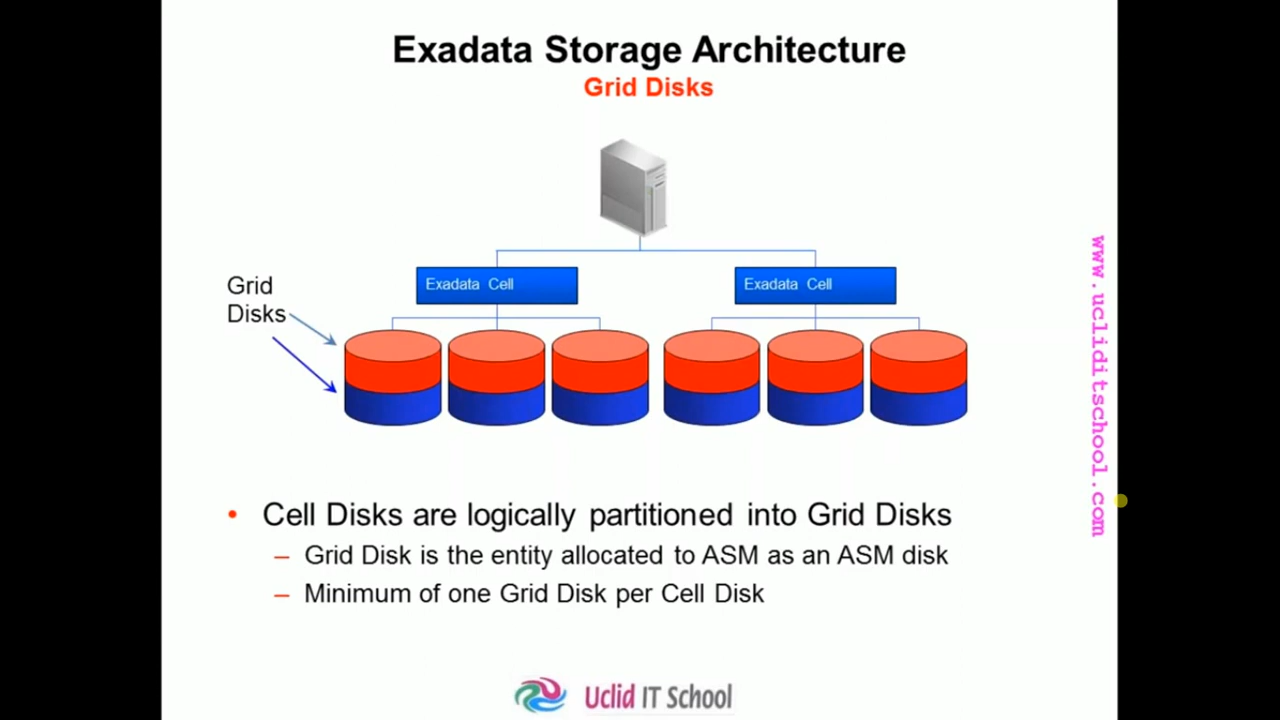 Exadata Storage Architecture
Grid Disks
Exadata Cell
Exadata Cell
Grid
Disks
www.ucliditschool.com
• Cell Disks are logically partitioned into Grid Disks
– Grid Disk is the entity allocated to ASM as an ASM disk
– Minimum of one Grid Disk per Cell Disk
Uclid IT School